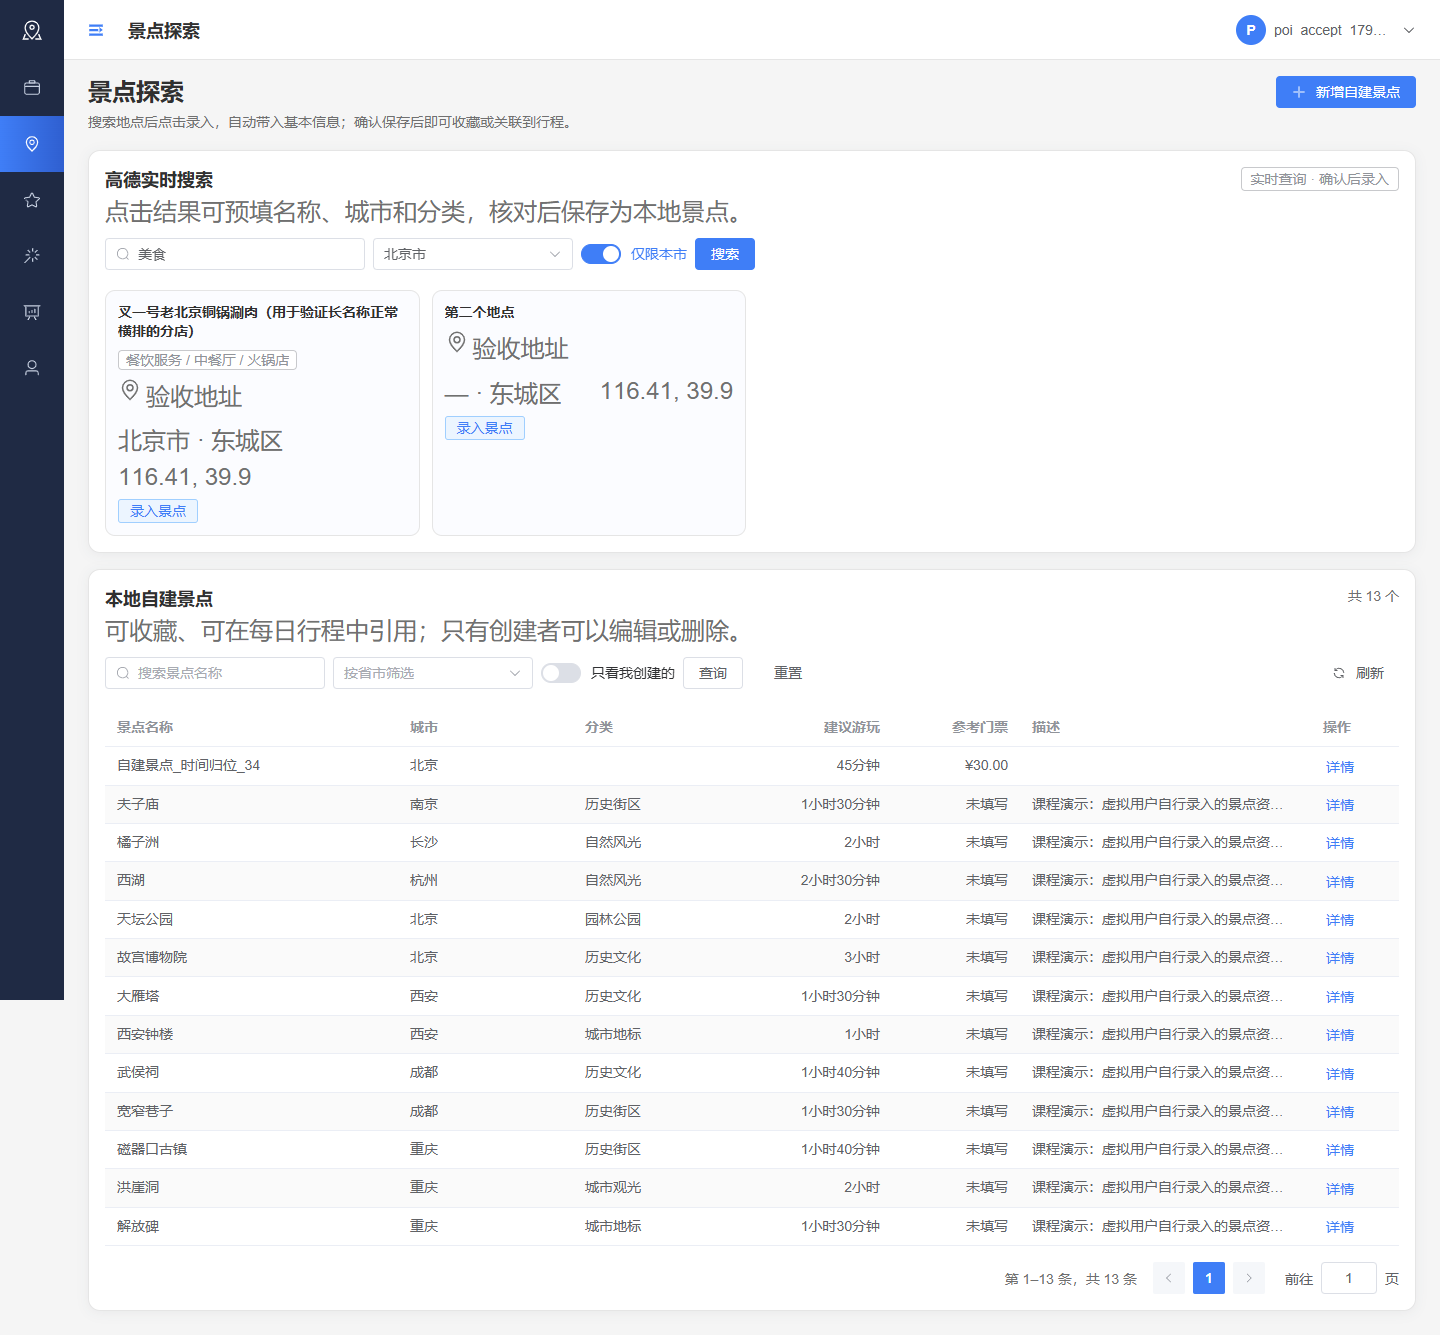 景点探索
P poi accept 179...
景点探索
新增自建景点
搜索地点后点击录入，自动带入基本信息；确认保存后即可收藏或关联到行程。
高德实时搜索
实时查询 · 确认后录入
点击结果可预填名称、城市和分类，核对后保存为本地景点。
美食 北京市 仅限本市 搜索
叉一号老北京铜锅涮肉（用于验证长名称正常
横排的分店）
餐饮服务 / 中餐厅 / 火锅店
验收地址
北京市 · 东城区
116.41, 39.9
录入景点
第二个地点
验收地址
— · 东城区 116.41, 39.9
录入景点
本地自建景点
共 13 个
可收藏、可在每日行程中引用；只有创建者可以编辑或删除。
搜索景点名称 按省市筛选 只看我创建的 查询 重置 刷新
景点名称 城市 分类 建议游玩 参考门票 描述 操作
自建景点_时间归位_34 北京 45分钟 ¥30.00 详情
夫子庙 南京 历史街区 1小时30分钟 未填写 课程演示：虚拟用户自行录入的景点资... 详情
橘子洲 长沙 自然风光 2小时 未填写 课程演示：虚拟用户自行录入的景点资... 详情
西湖 杭州 自然风光 2小时30分钟 未填写 课程演示：虚拟用户自行录入的景点资... 详情
天坛公园 北京 园林公园 2小时 未填写 课程演示：虚拟用户自行录入的景点资... 详情
故宫博物院 北京 历史文化 3小时 未填写 课程演示：虚拟用户自行录入的景点资... 详情
大雁塔 西安 历史文化 1小时30分钟 未填写 课程演示：虚拟用户自行录入的景点资... 详情
西安钟楼 西安 城市地标 1小时 未填写 课程演示：虚拟用户自行录入的景点资... 详情
武侯祠 成都 历史文化 1小时40分钟 未填写 课程演示：虚拟用户自行录入的景点资... 详情
宽窄巷子 成都 历史街区 1小时30分钟 未填写 课程演示：虚拟用户自行录入的景点资... 详情
磁器口古镇 重庆 历史街区 1小时40分钟 未填写 课程演示：虚拟用户自行录入的景点资... 详情
洪崖洞 重庆 城市观光 2小时 未填写 课程演示：虚拟用户自行录入的景点资... 详情
解放碑 重庆 城市地标 1小时30分钟 未填写 课程演示：虚拟用户自行录入的景点资... 详情
第 1–13 条，共 13 条 1 前往 1 页